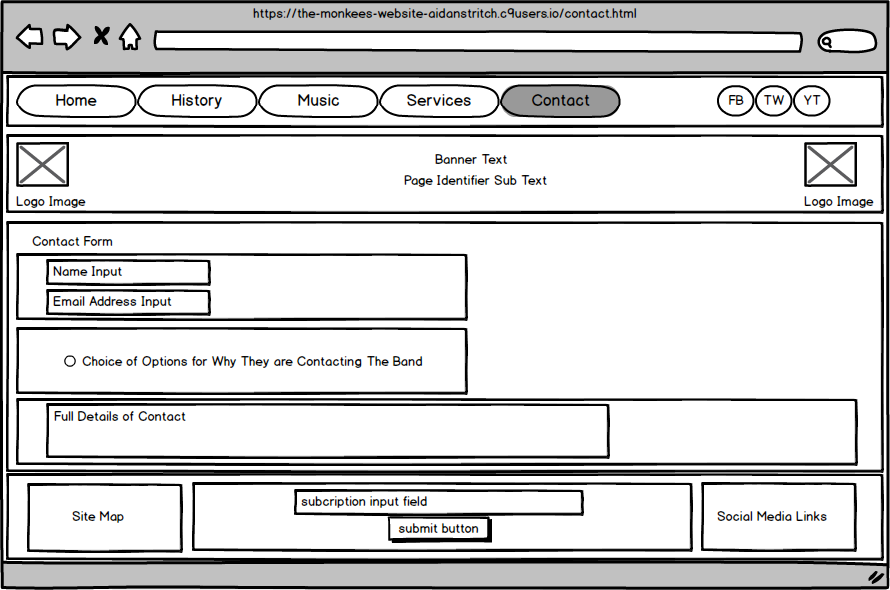 https://the-monkees-website-aidanstritch.c9users.io/contact.html
Home History Music Services Contact FB TW YT
Banner Text
Page Identifier Sub Text
Logo Image Logo Image
Contact Form
Name Input
Email Address Input
Choice of Options for Why They are Contacting The Band
Full Details of Contact
subcription input field
Site Map Social Media Links
submit button